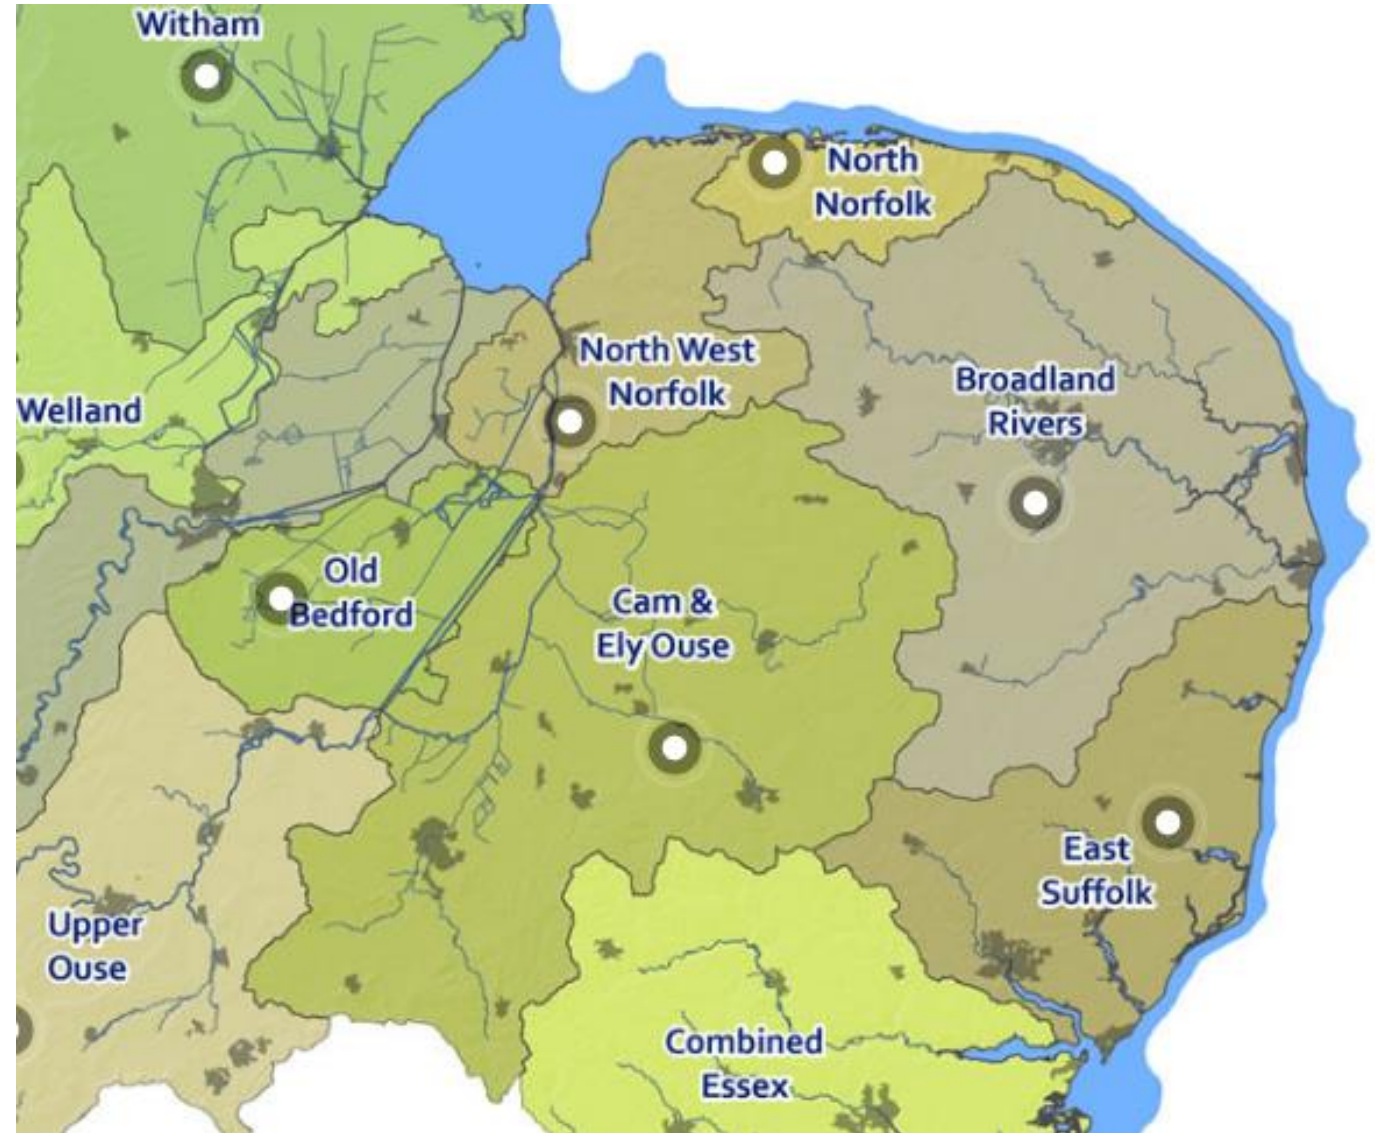 Witham
North
Norfolk
North West
Norfolk
Welland
Broadland
Rivers
Old
Bedford
Cam &
Ely Ouse
East
Suffolk
Upper
Ouse
Combined
Essex